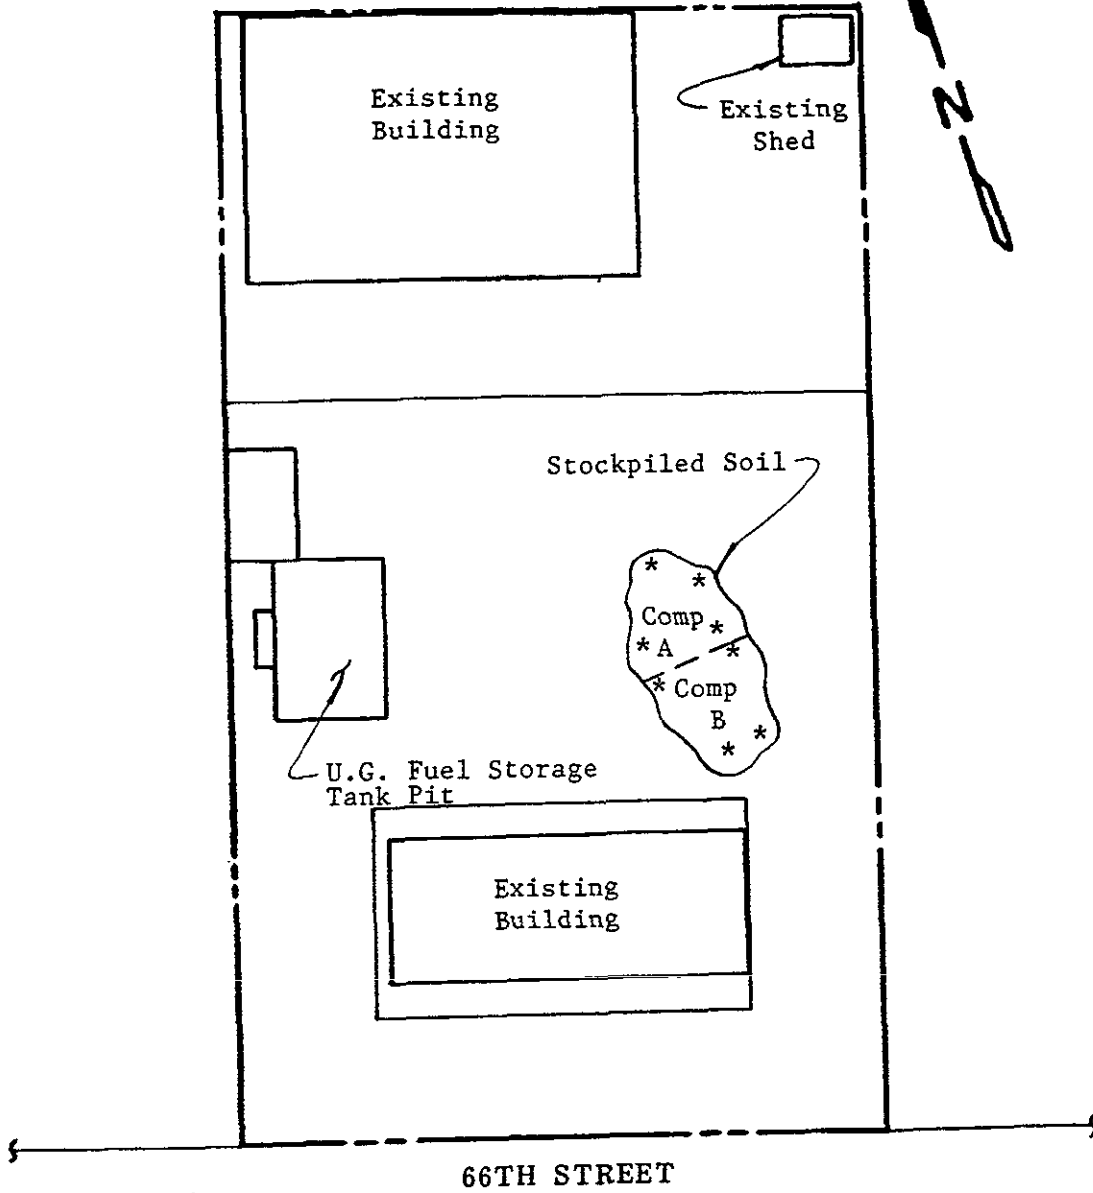 Existing
Building
Existing
Shed
N
Stockpiled Soil
*
*
Comp *
* A *
* Comp
B *
*
U.G. Fuel Storage
Tank Pit
Existing
Building
66TH STREET